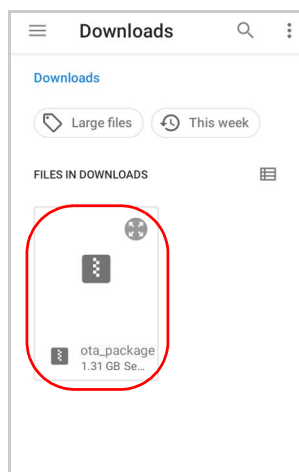 Downloads
Downloads
Large files
This week
FILES IN DOWNLOADS
ota_package
1.31 GB Se...